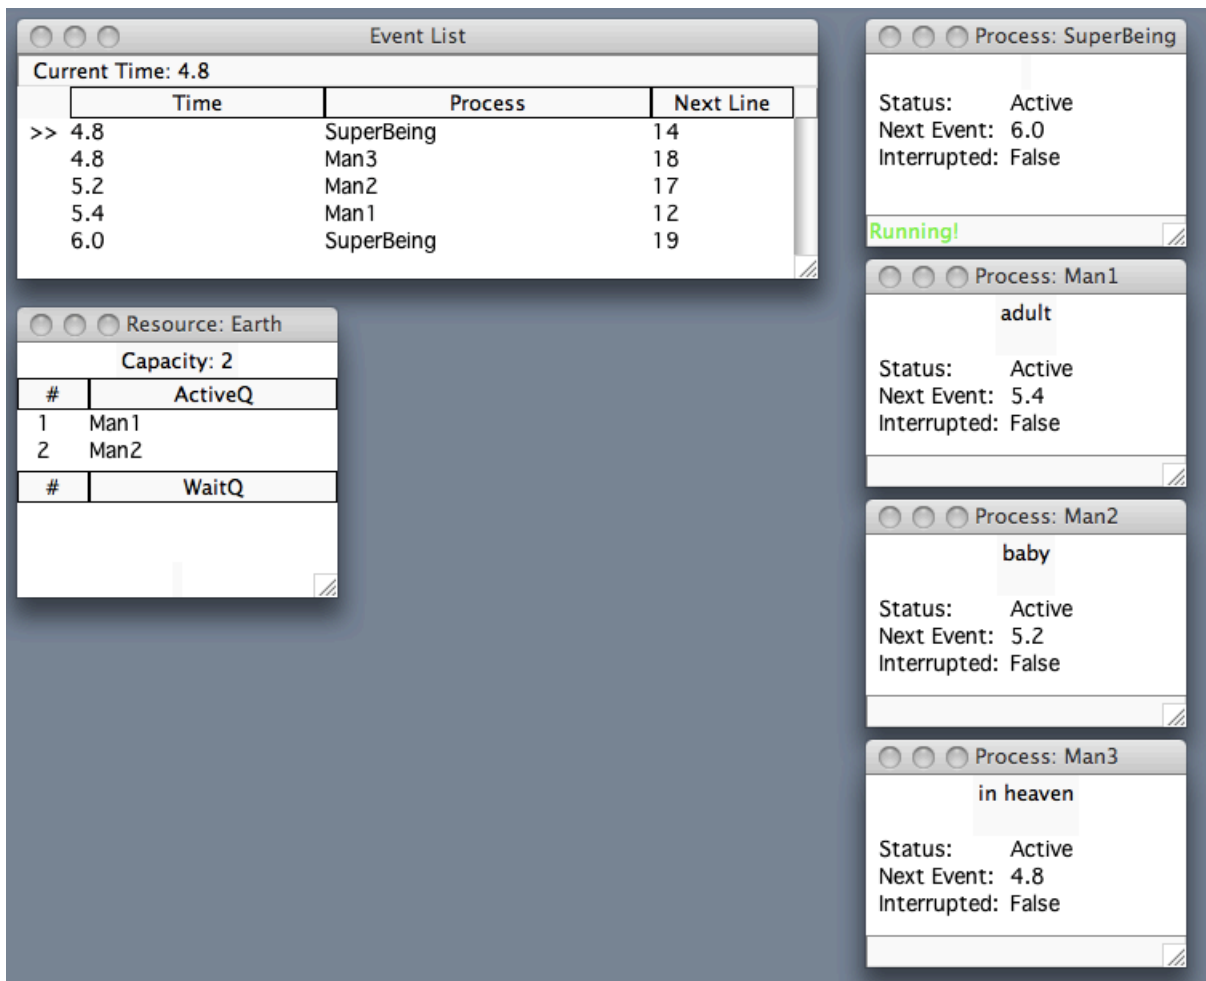 Event List
Current Time: 4.8
Time Process Next Line
>> 4.8 SuperBeing 14
4.8 Man3 18
5.2 Man2 17
5.4 Man1 12
6.0 SuperBeing 19
Resource: Earth
Capacity: 2
# ActiveQ
1 Man1
2 Man2
# WaitQ
Process: SuperBeing
Status: Active
Next Event: 6.0
Interrupted: False
Running!
Process: Man1
adult
Status: Active
Next Event: 5.4
Interrupted: False
Process: Man2
baby
Status: Active
Next Event: 5.2
Interrupted: False
Process: Man3
in heaven
Status: Active
Next Event: 4.8
Interrupted: False